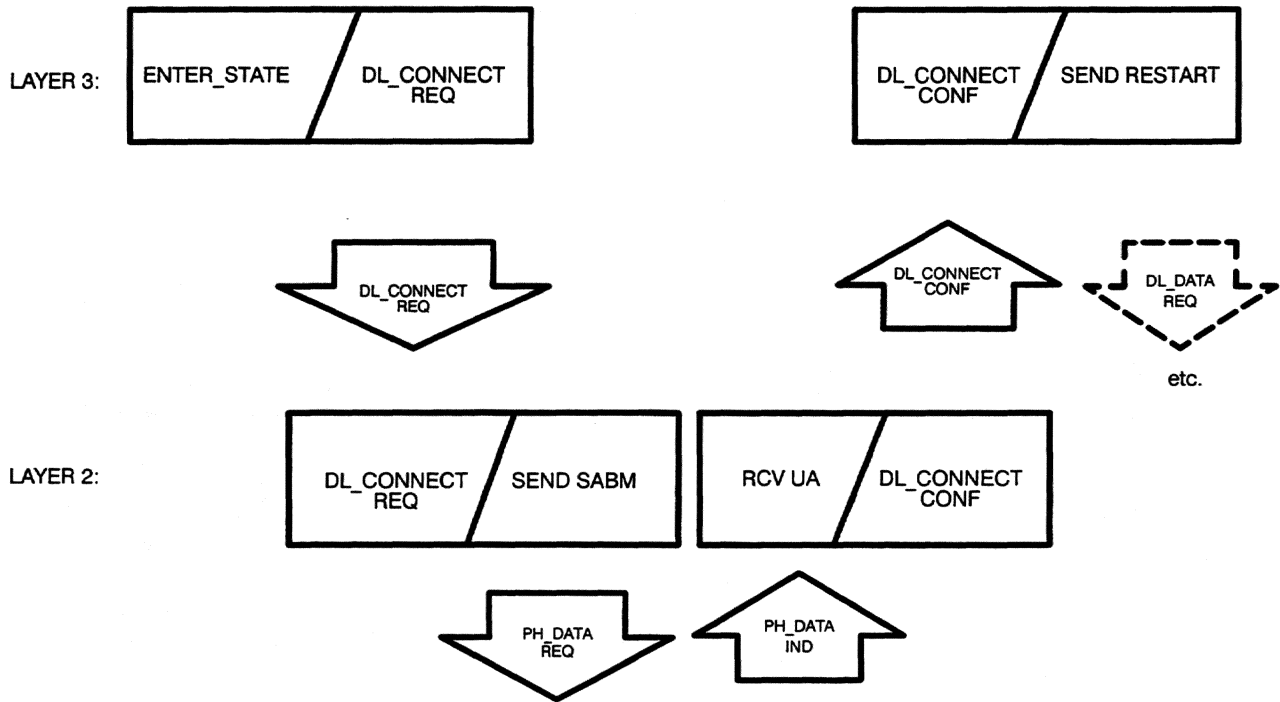 LAYER 3:
ENTER_STATE
DL_CONNECT
REQ
DL_CONNECT
CONF
SEND RESTART
DL_CONNECT
REQ
DL_CONNECT
CONF
DL_DATA
REQ
etc.
LAYER 2:
DL_CONNECT
REQ
SEND SABM
RCV UA
DL_CONNECT
CONF
PH_DATA
REQ
PH_DATA
IND